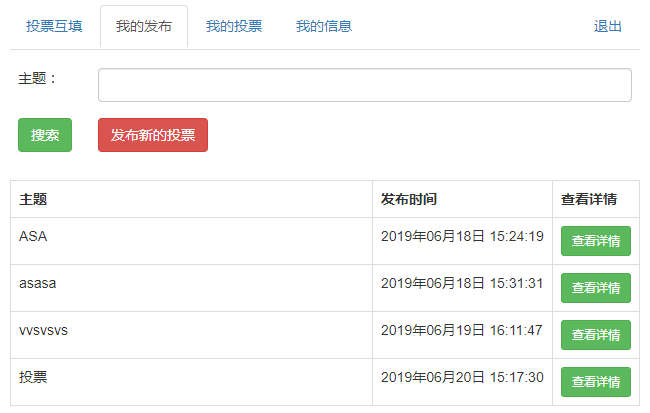 投票互填 我的发布 我的投票 我的信息 退出
主题：
搜索 发布新的投票
主题 发布时间 查看详情
ASA 2019年06月18日 15:24:19 查看详情
asasa 2019年06月18日 15:31:31 查看详情
vvsvsvs 2019年06月19日 16:11:47 查看详情
投票 2019年06月20日 15:17:30 查看详情